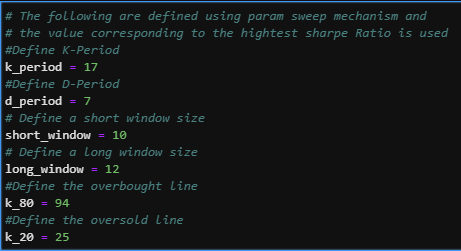 # The following are defined using param sweep mechanism and
# the value corresponding to the highest sharpe Ratio is used
#Define K-Period
k_period = 17
#Define D-Period
d_period = 7
# Define a short window size
short_window = 10
# Define a long window size
long_window = 12
#Define the overbought line
k_80 = 94
#Define the oversold line
k_20 = 25